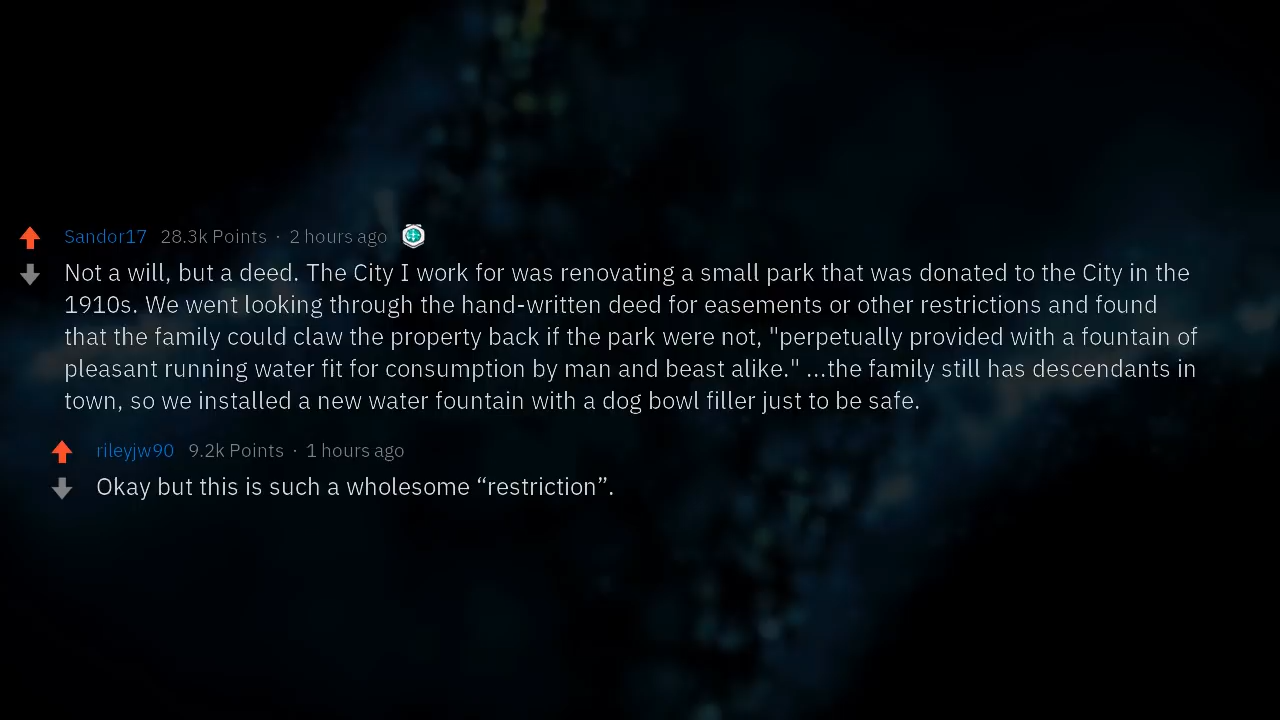 Sandor17 28.3k Points · 2 hours ago
Not a will, but a deed. The City I work for was renovating a small park that was donated to the City in the
1910s. We went looking through the hand-written deed for easements or other restrictions and found
that the family could claw the property back if the park were not, "perpetually provided with a fountain of
pleasant running water fit for consumption by man and beast alike." ...the family still has descendants in
town, so we installed a new water fountain with a dog bowl filler just to be safe.
rileyjw90 9.2k Points · 1 hours ago
Okay but this is such a wholesome “restriction”.